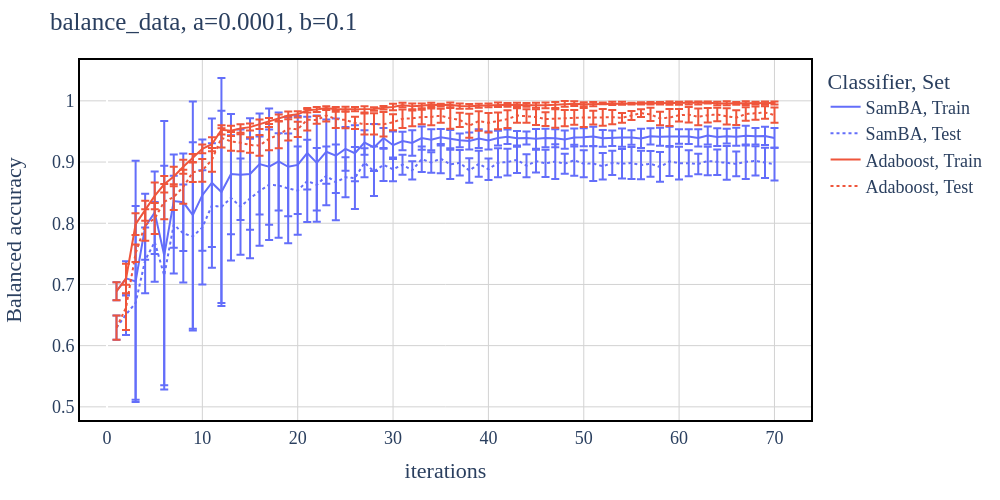 balance_data, a=0.0001, b=0.1
Classifier, Set
SamBA, Train
SamBA, Test
Adaboost, Train
Adaboost, Test
Balanced accuracy
1
0.9
0.8
0.7
0.6
0.5
0 10 20 30 40 50 60 70
iterations